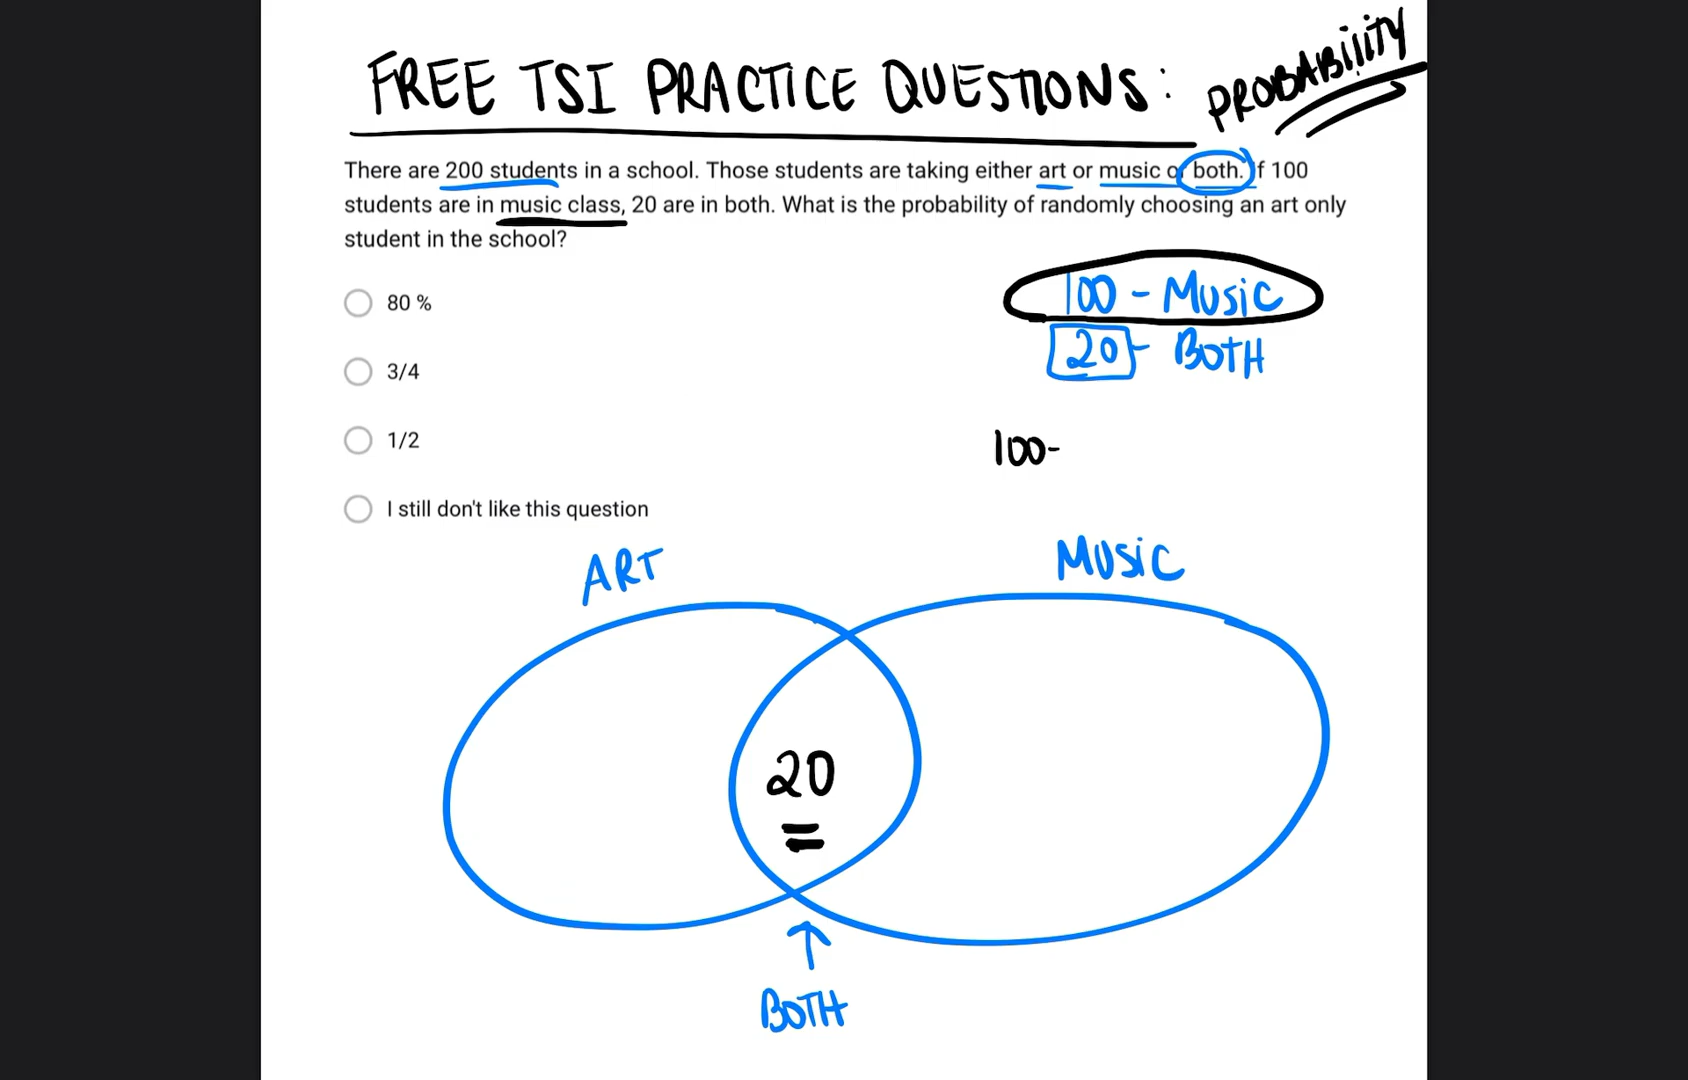 FREE TSI PRACTICE QUESTIONS: PROBABILITY
There are 200 students in a school. Those students are taking either art or music or both. If 100
students are in music class, 20 are in both. What is the probability of randomly choosing an art only
student in the school?
100 - MUSIC
80 %
20 - BOTH
3/4
1/2
100-
I still don't like this question
ART
MUSIC
20
=
BOTH